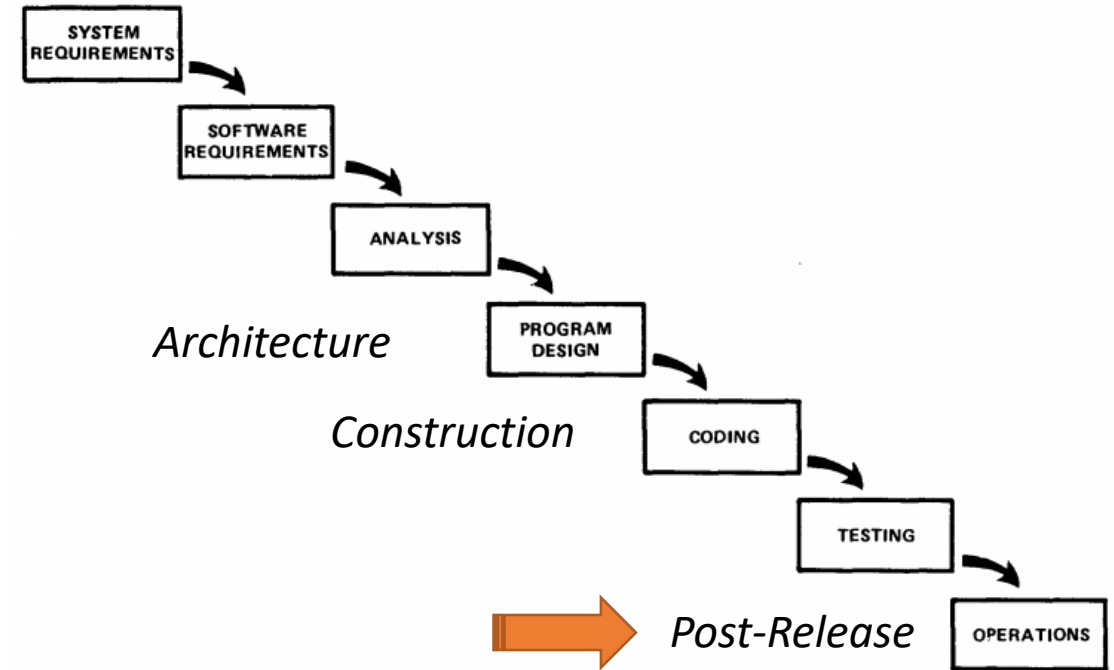 SYSTEM
REQUIREMENTS
SOFTWARE
REQUIREMENTS
ANALYSIS
Architecture
PROGRAM
DESIGN
Construction
CODING
TESTING
Post-Release
OPERATIONS